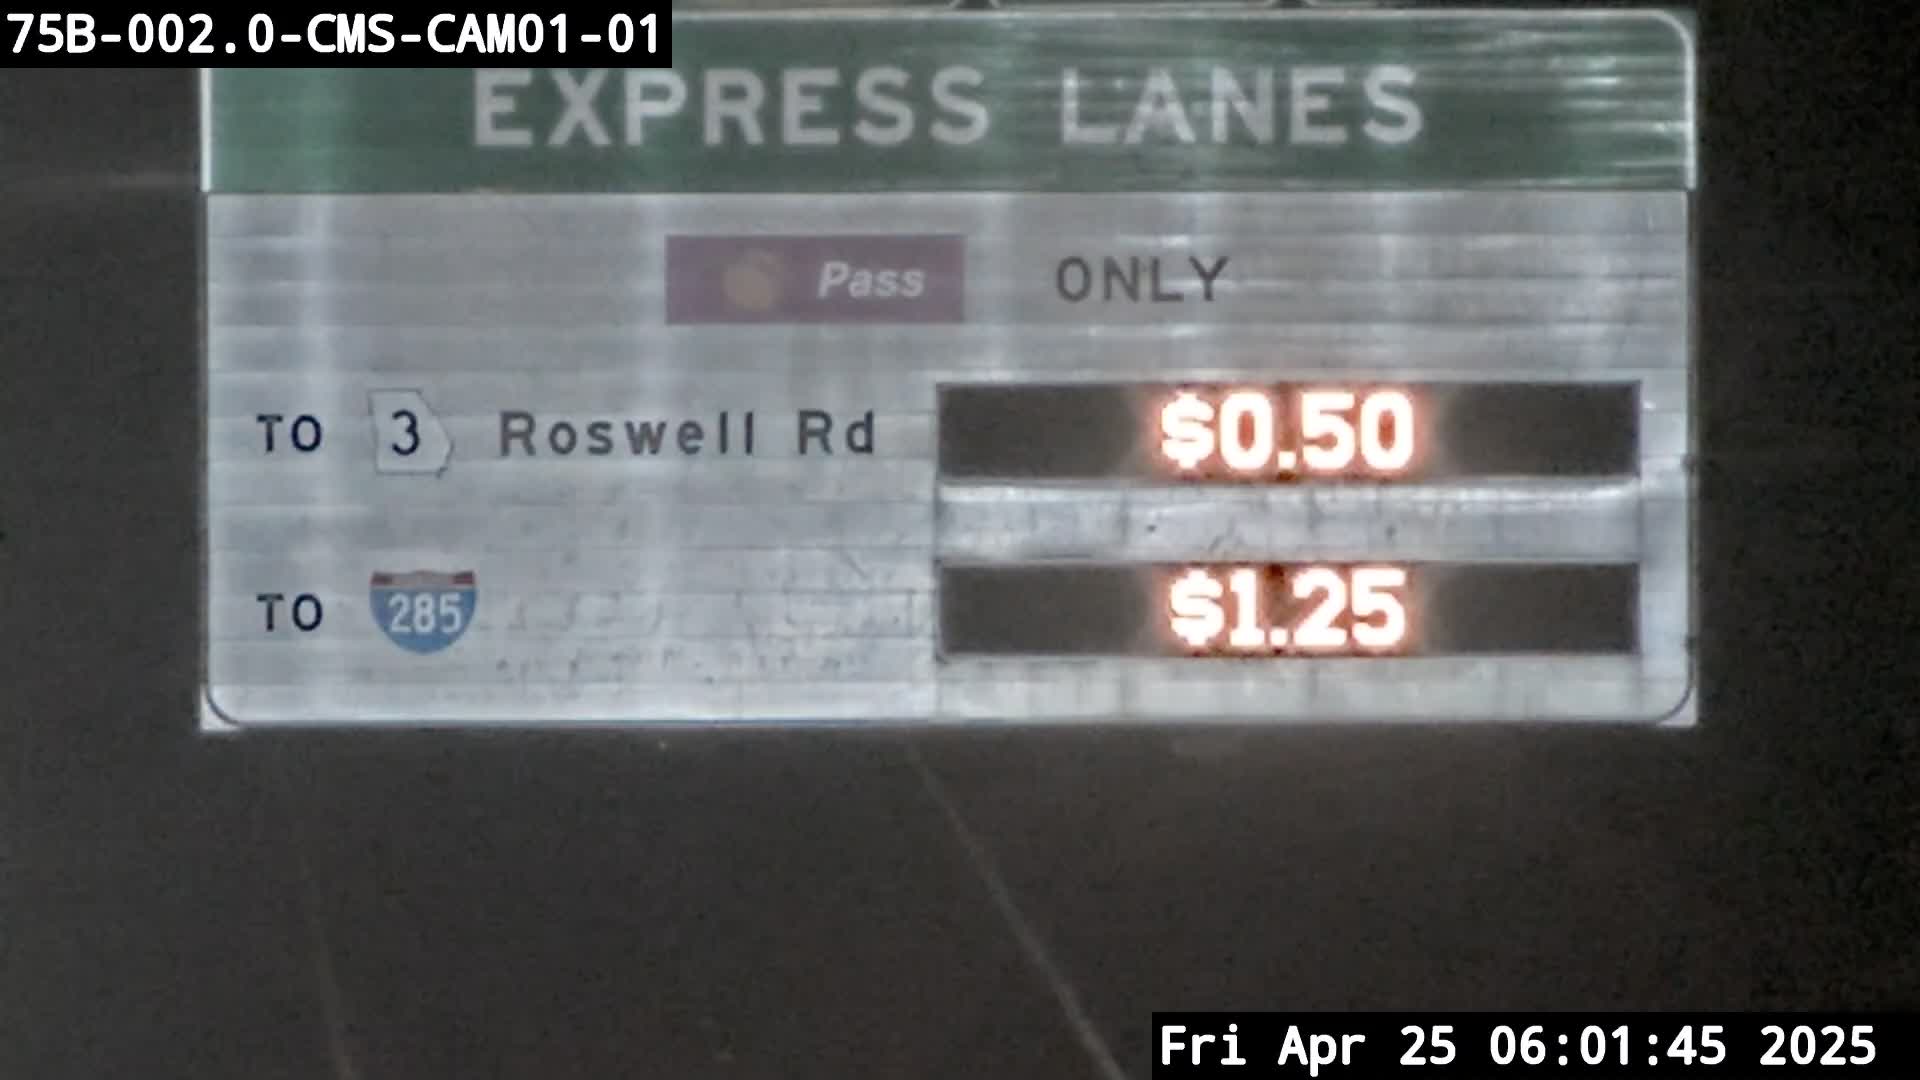 75B-002.0-CMS-CAM01-01
EXPRESS LANES
Pass ONLY
TO 3 Roswell Rd $0.50
TO 285 $1.25
Fri Apr 25 06:01:45 2025